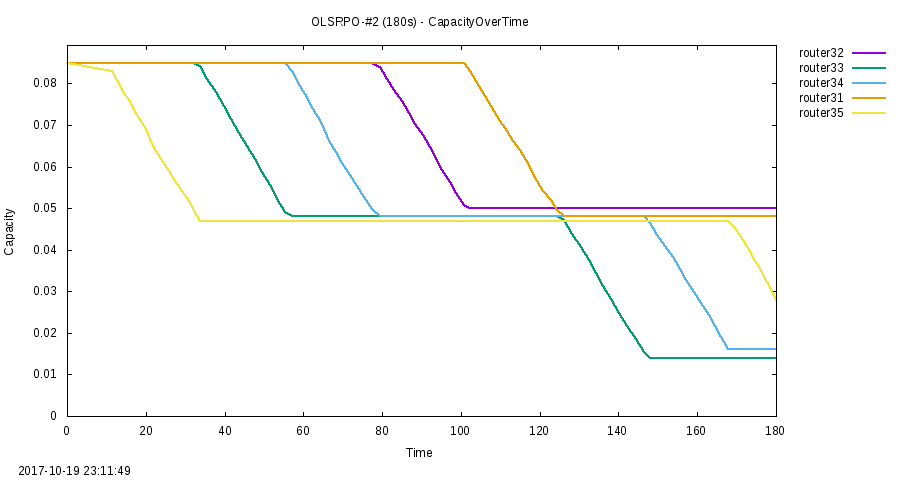 OLSRPO-#2 (180s) - CapacityOverTime
router32
router33
router34
router31
router35
0.08
0.07
0.06
0.05
0.04
0.03
0.02
0.01
0
Capacity
0 20 40 60 80 100 120 140 160 180
Time
2017-10-19 23:11:49